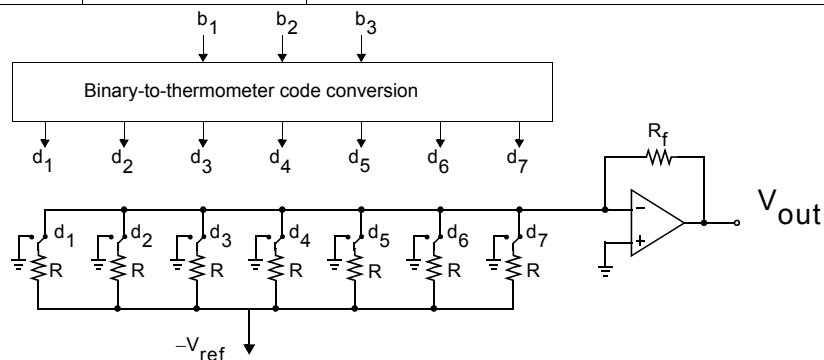 b1 b2 b3
Binary-to-thermometer code conversion
d1 d2 d3 d4 d5 d6 d7
Rf
Vout
d1 d2 d3 d4 d5 d6 d7
R R R R R R R
−Vref